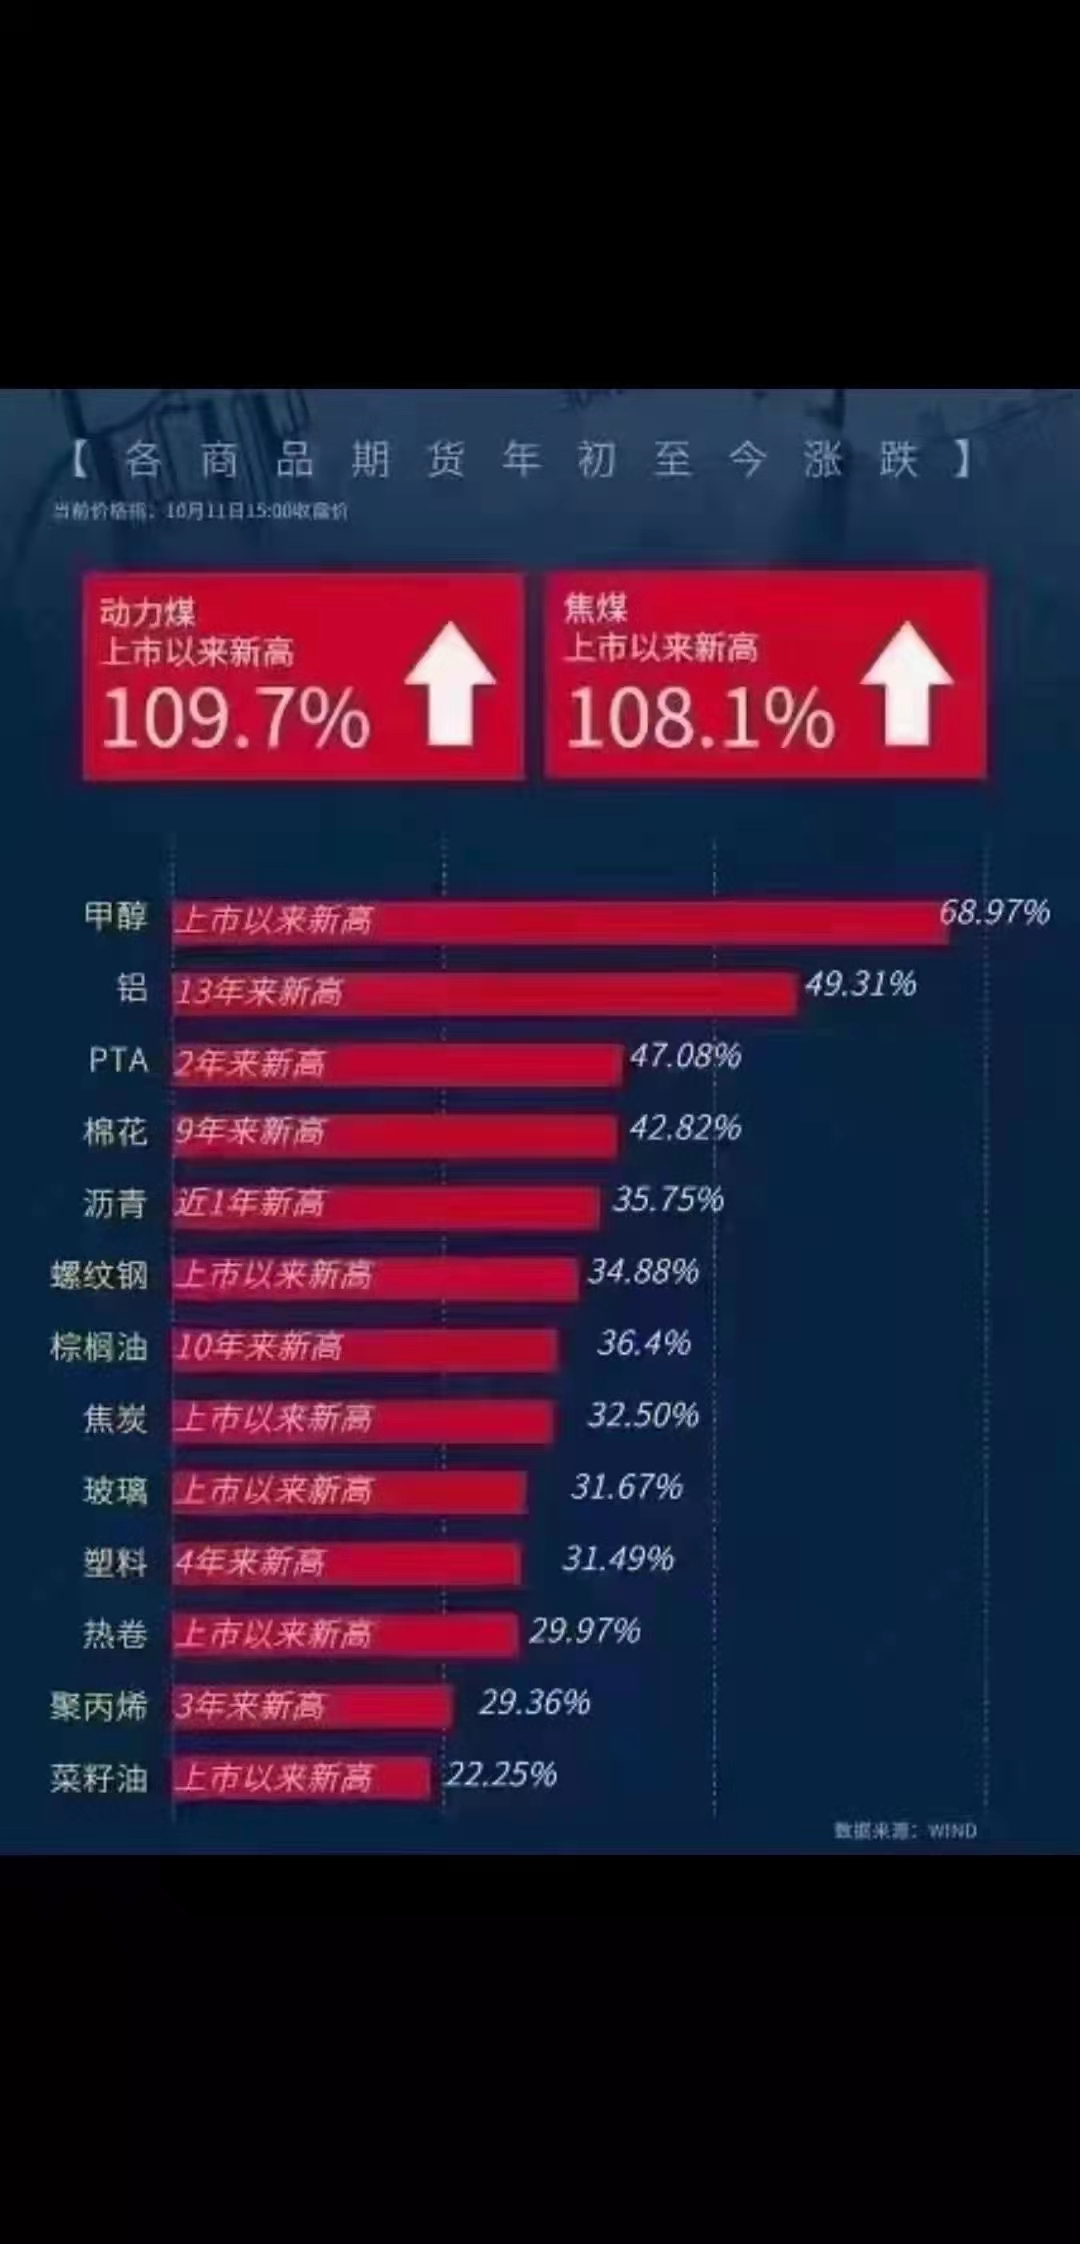 【各商品期货年初至今涨跌】
当前价格指：10月11日15:00收盘价
动力煤
上市以来新高
109.7%
焦煤
上市以来新高
108.1%
甲醇 上市以来新高 68.97%
铝 13年来新高 49.31%
PTA 2年来新高 47.08%
棉花 9年来新高 42.82%
沥青 近1年新高 35.75%
螺纹钢 上市以来新高 34.88%
棕榈油 10年来新高 36.4%
焦炭 上市以来新高 32.50%
玻璃 上市以来新高 31.67%
塑料 4年来新高 31.49%
热卷 上市以来新高 29.97%
聚丙烯 3年来新高 29.36%
菜籽油 上市以来新高 22.25%
数据来源：WIND